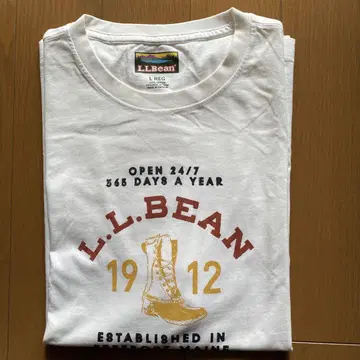 L.L.Bean
L REG
OPEN 24/7
365 DAYS A YEAR
L.L.BEAN
19 12
ESTABLISHED IN